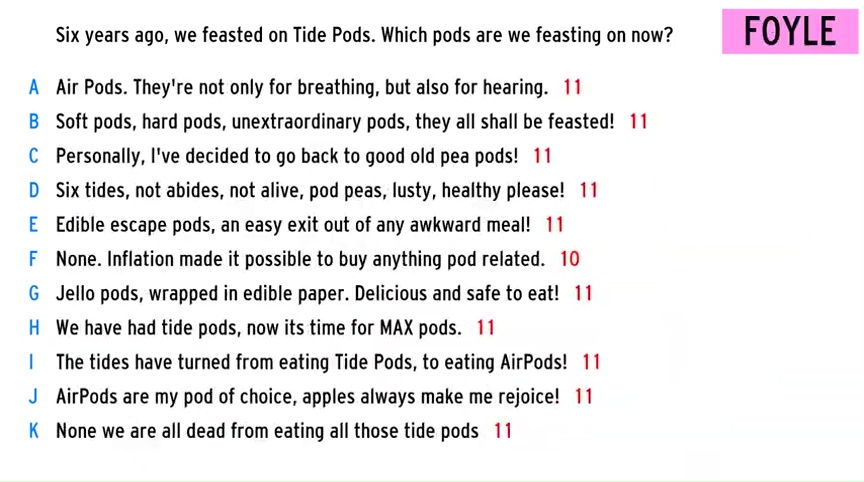 Six years ago, we feasted on Tide Pods. Which pods are we feasting on now?
FOYLE
A Air Pods. They're not only for breathing, but also for hearing. 11
B Soft pods, hard pods, unextraordinary pods, they all shall be feasted! 11
C Personally, I've decided to go back to good old pea pods! 11
D Six tides, not abides, not alive, pod peas, lusty, healthy please! 11
E Edible escape pods, an easy exit out of any awkward meal! 11
F None. Inflation made it possible to buy anything pod related. 10
G Jello pods, wrapped in edible paper. Delicious and safe to eat! 11
H We have had tide pods, now its time for MAX pods. 11
I The tides have turned from eating Tide Pods, to eating AirPods! 11
J AirPods are my pod of choice, apples always make me rejoice! 11
K None we are all dead from eating all those tide pods 11